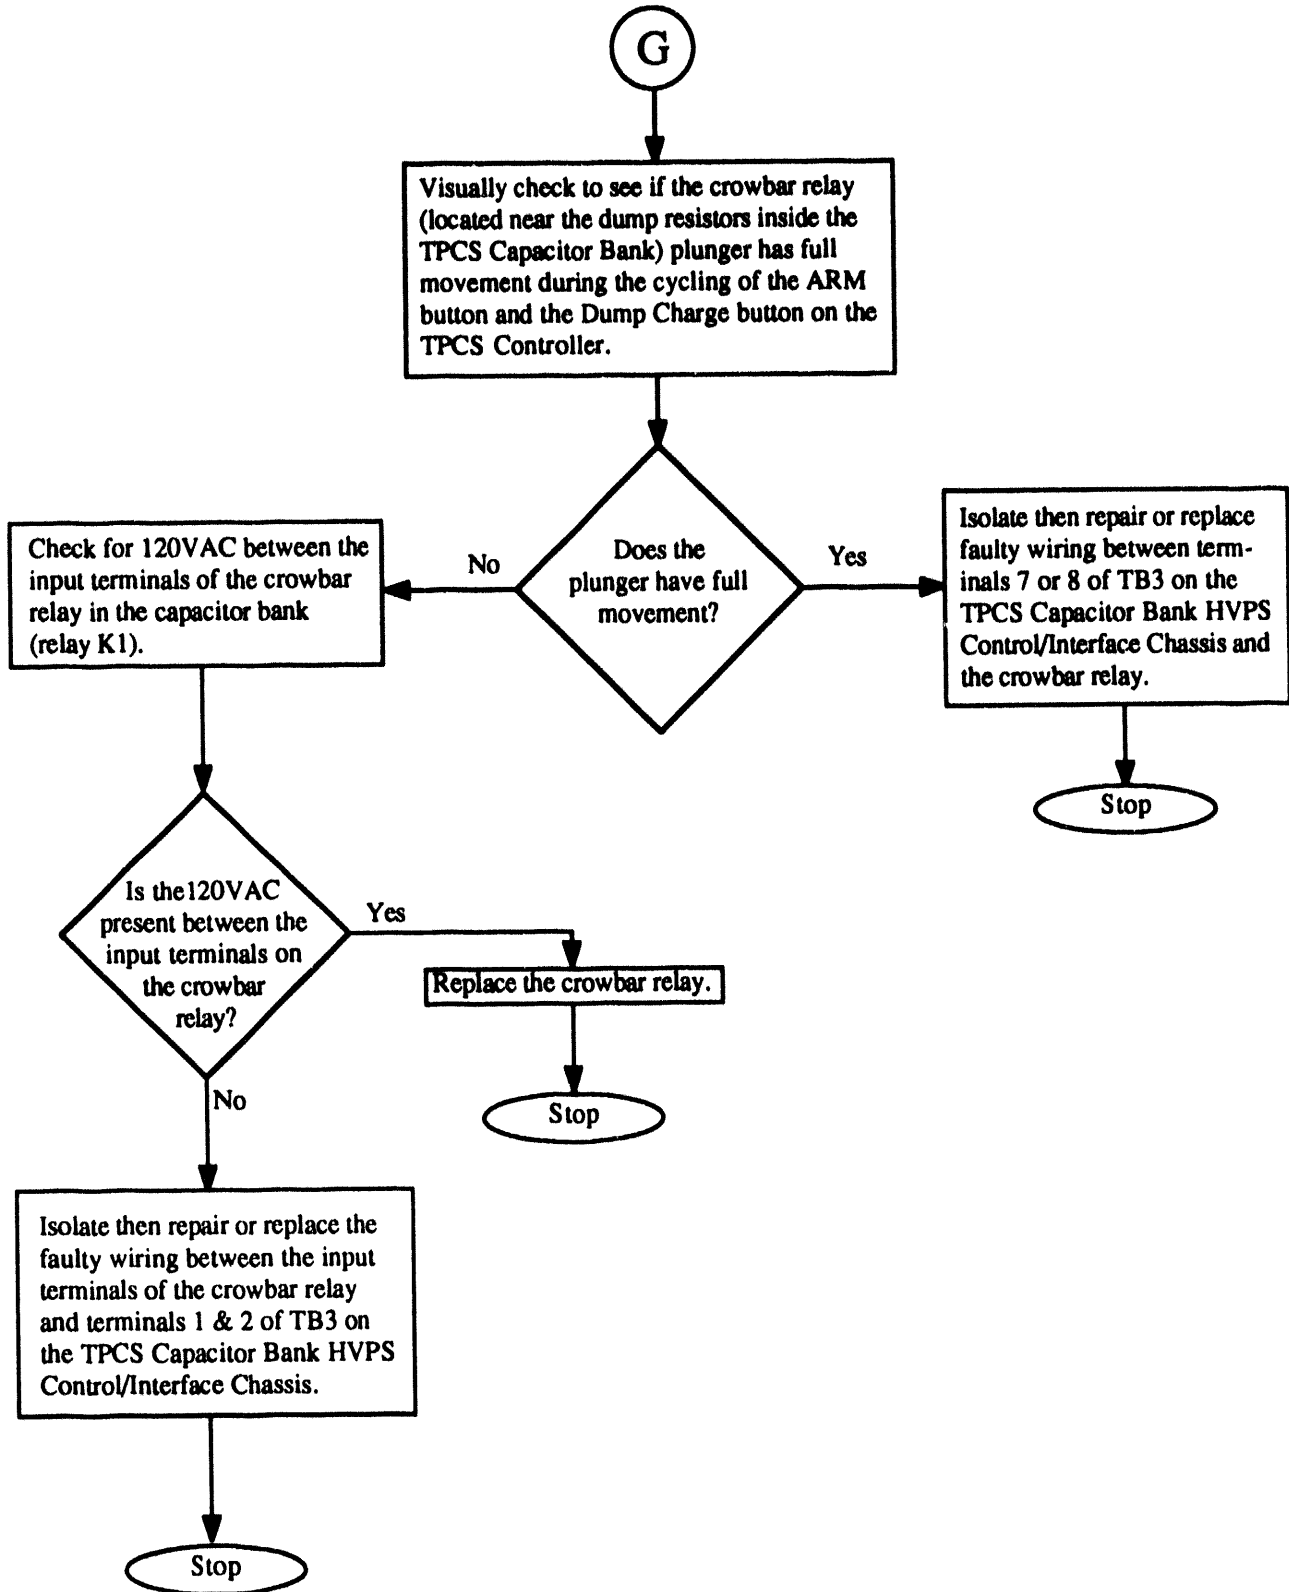 G
Visually check to see if the crowbar relay
(located near the dump resistors inside the
TPCS Capacitor Bank) plunger has full
movement during the cycling of the ARM
button and the Dump Charge button on the
TPCS Controller.
Does the
plunger have full
movement?
No
Yes
Check for 120VAC between the
input terminals of the crowbar
relay in the capacitor bank
(relay K1).
Isolate then repair or replace
faulty wiring between term-
inals 7 or 8 of TB3 on the
TPCS Capacitor Bank HVPS
Control/Interface Chassis and
the crowbar relay.
Stop
Is the120VAC
present between the
input terminals on
the crowbar
relay?
Yes
Replace the crowbar relay.
Stop
No
Isolate then repair or replace the
faulty wiring between the input
terminals of the crowbar relay
and terminals 1 & 2 of TB3 on
the TPCS Capacitor Bank HVPS
Control/Interface Chassis.
Stop